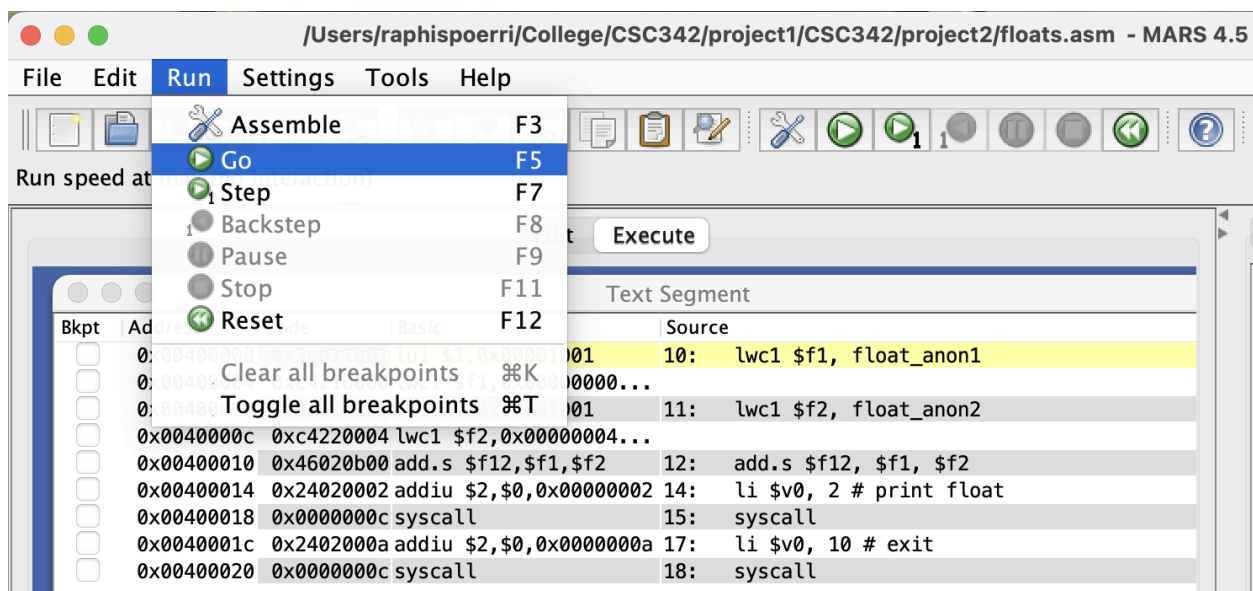 /Users/raphispoerri/College/CSC342/project1/CSC342/project2/floats.asm - MARS 4.5
File Edit Run Settings Tools Help
Assemble F3
Go F5
Run speed at
Step F7
Backstep F8
Execute
Pause F9
Stop F11
Text Segment
Reset F12
Bkpt Source
10: lwc1 $f1, float_anon1
Clear all breakpoints ⌘K
Toggle all breakpoints ⌘T
11: lwc1 $f2, float_anon2
0x0040000c 0xc4220004 lwc1 $f2,0x00000004...
0x00400010 0x46020b00 add.s $f12,$f1,$f2 12: add.s $f12, $f1, $f2
0x00400014 0x24020002 addiu $2,$0,0x00000002 14: li $v0, 2 # print float
0x00400018 0x0000000c syscall 15: syscall
0x0040001c 0x2402000a addiu $2,$0,0x0000000a 17: li $v0, 10 # exit
0x00400020 0x0000000c syscall 18: syscall